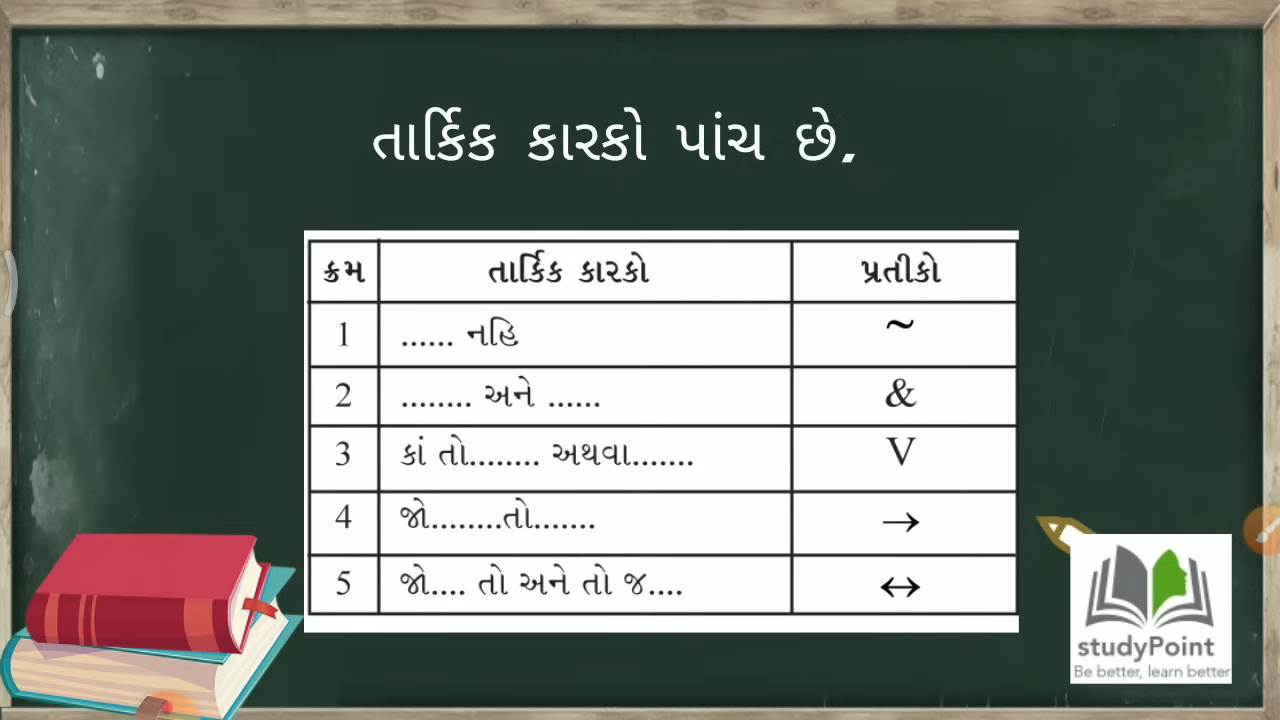 તાર્કિક કારકો પાંચ છે.
ક્રમ તાર્કિક કારકો પ્રતીકો
1 ...... નહિ ~
2 ........ અને ...... &
3 કાં તો........ અથવા....... V
4 જો........તો....... →
5 જો.... તો અને તો જ.... ↔
studyPoint
Be better, learn better